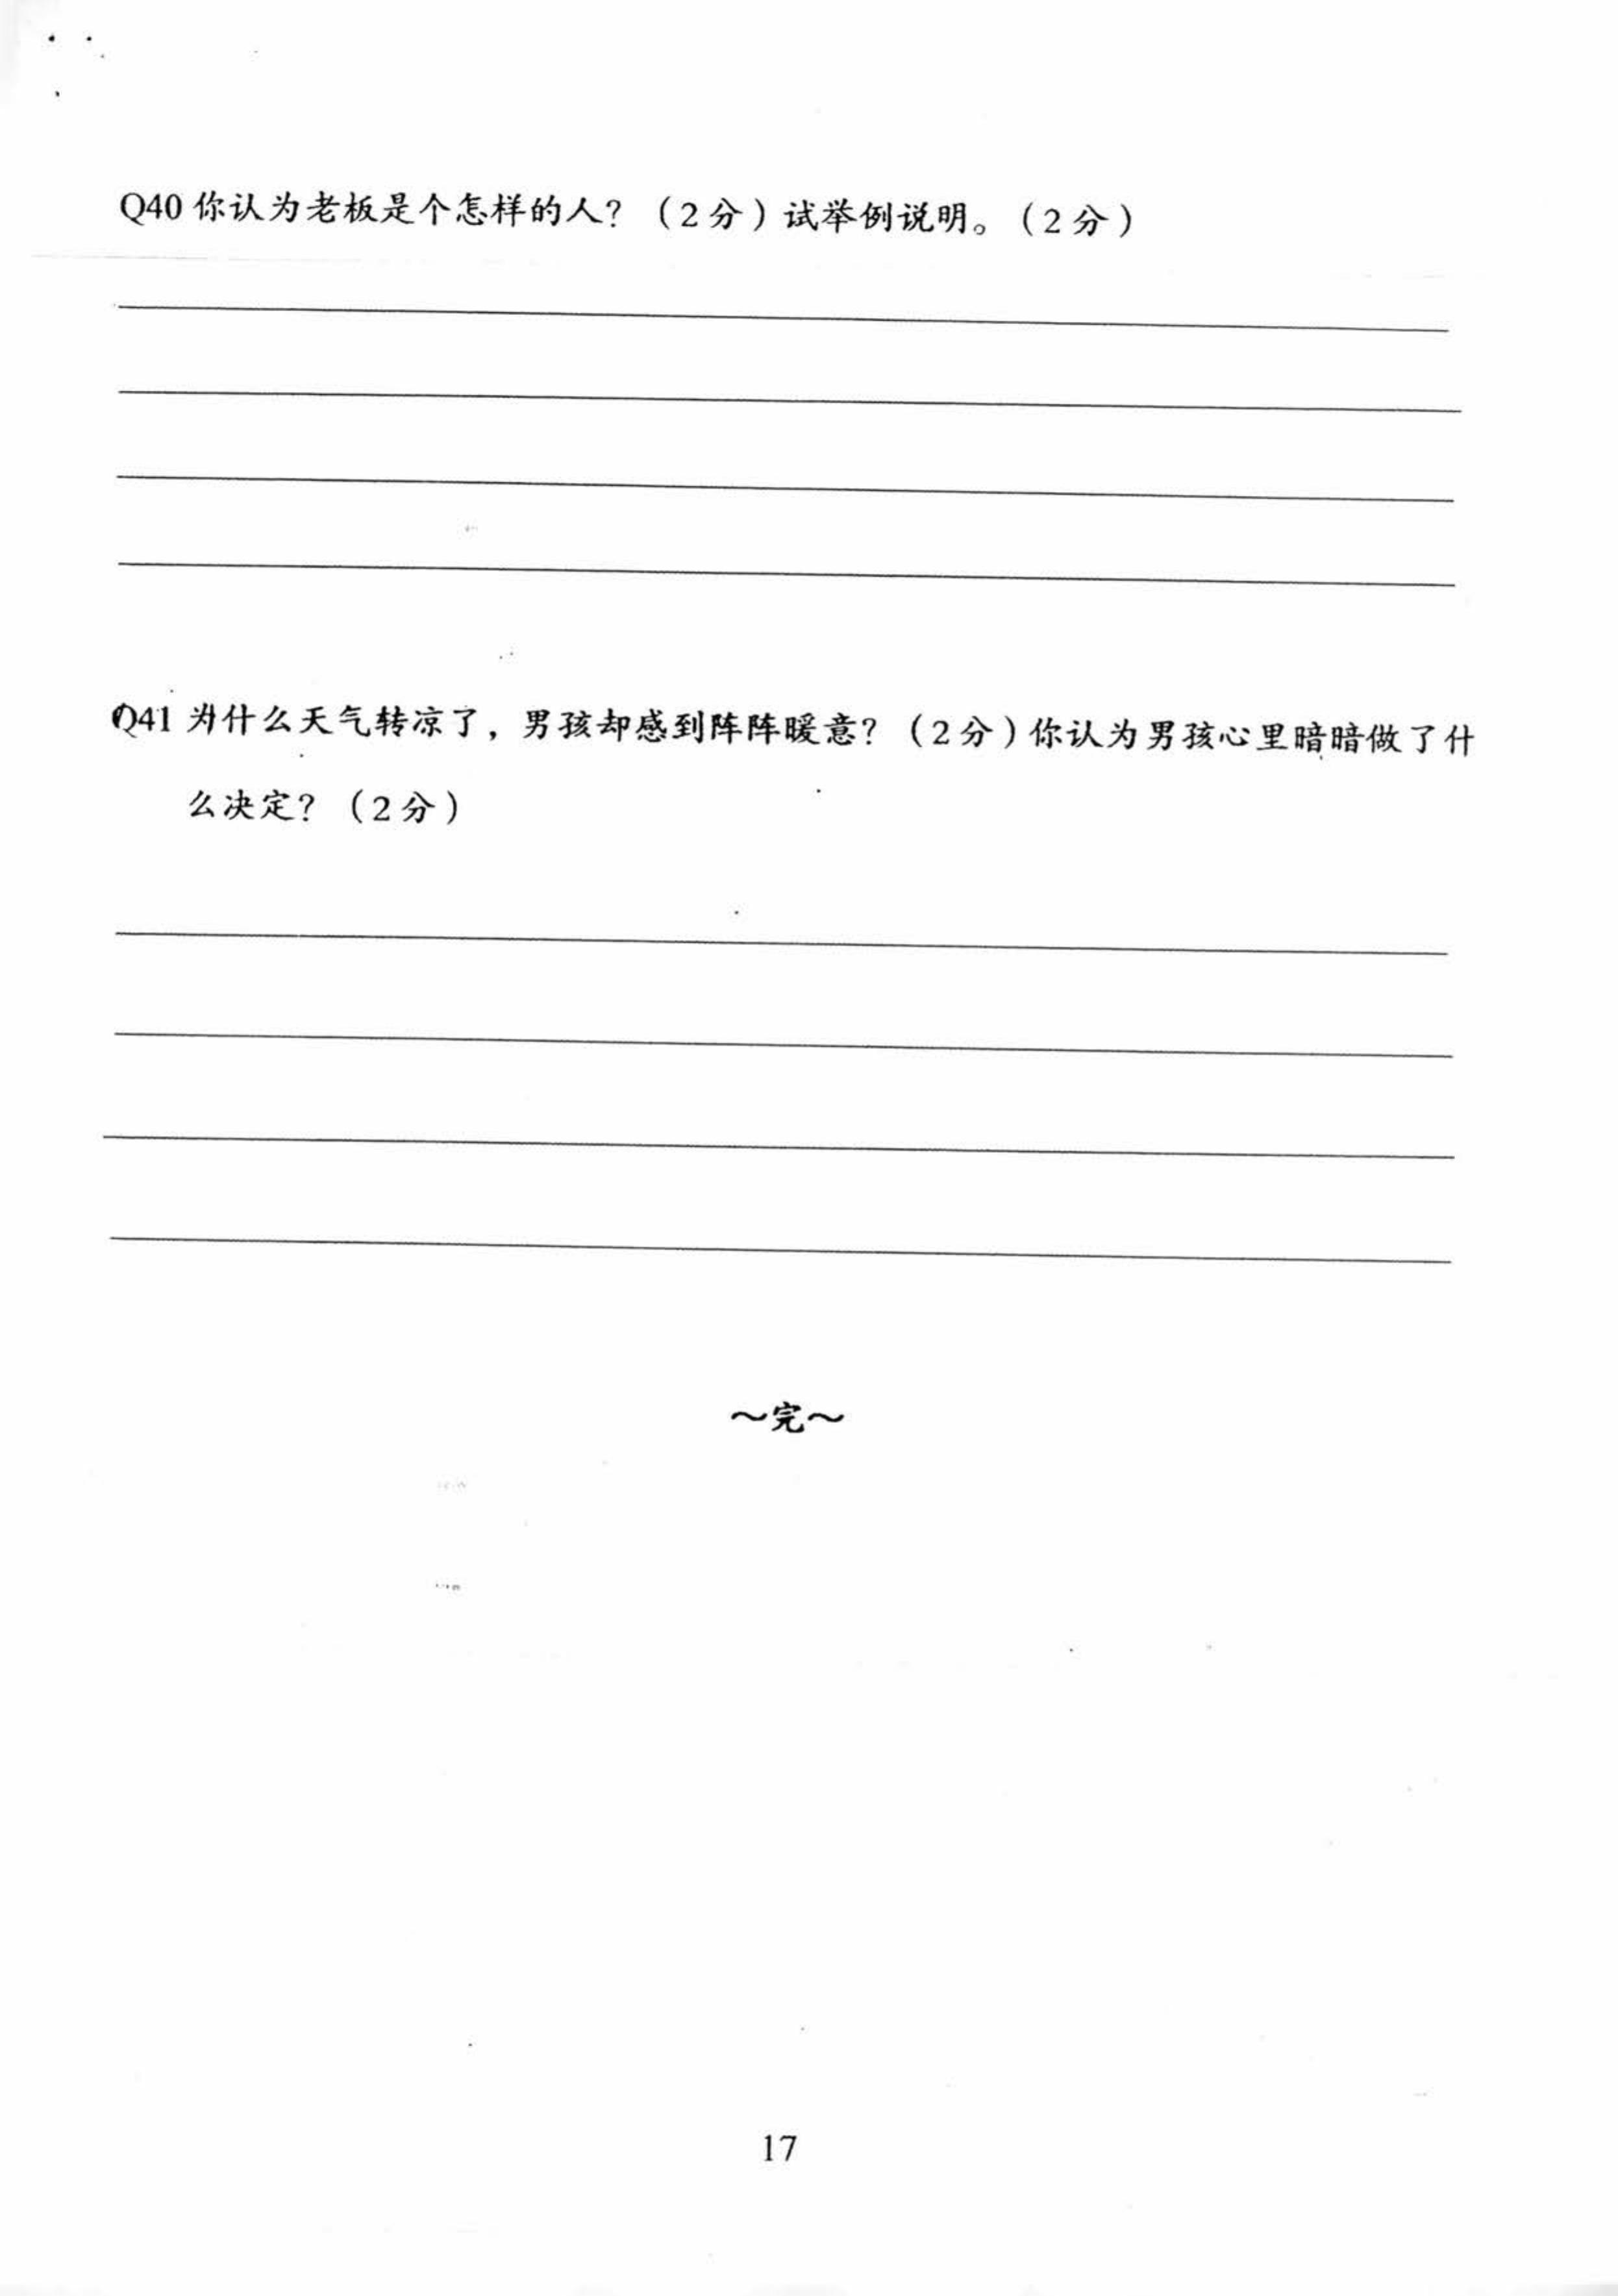 Q40 你认为老板是个怎样的人？（2分）试举例说明。（2分）
Q41 为什么天气转凉了，男孩却感到阵阵暖意？（2分）你认为男孩心里暗暗做了什
么决定？（2分）
～完～
17